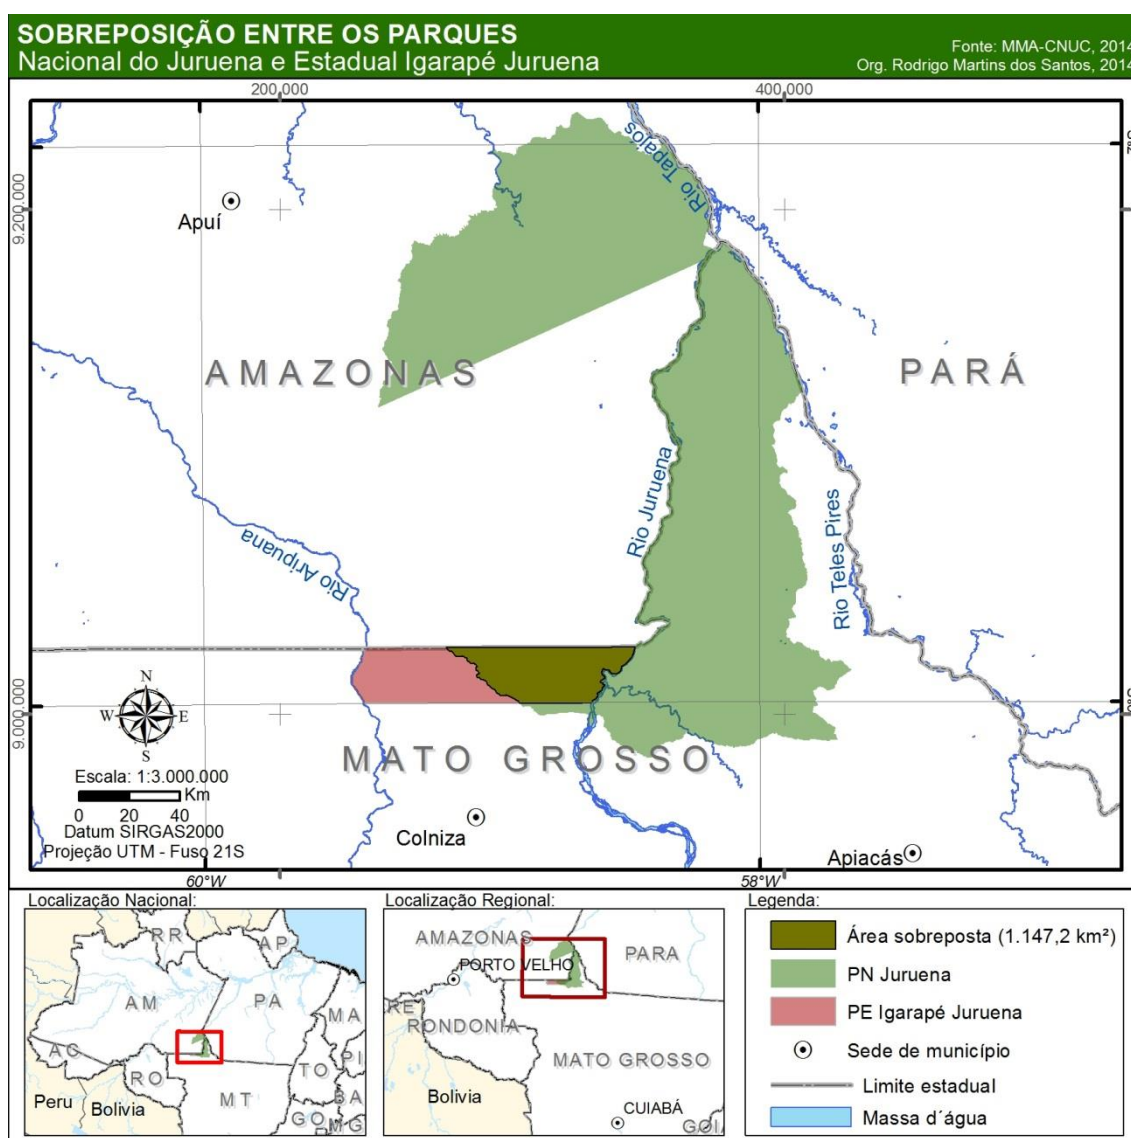 SOBREPOSIÇÃO ENTRE OS PARQUES
Nacional do Juruena e Estadual Igarapé Juruena
Fonte: MMA-CNUC, 2014
Org. Rodrigo Martins dos Santos, 2014
200.000
400.000
9.200.000
9.000.000
Apuí
Rio Tapajós
AMAZONAS
PARÁ
Rio Juruena
Rio Aripuana
Rio Teles Pires
N
W
E
S
MATO GROSSO
Escala: 1:3.000.000
Km
0 20 40
Datum SIRGAS2000
Projeção UTM - Fuso 21S
Colniza
Apiacás
60°W
58°W
Localização Nacional:
RR
AP
AM
PA
MA
AC
RO
TO
PI
MT
BA
GO
MG
Peru
Bolivia
Localização Regional:
AMAZONAS
PARA
PORTO VELHO
RE
RONDONIA
MATO GROSSO
Bolivia
CUIABÁ
GOIA
Legenda:
Área sobreposta (1.147,2 km²)
PN Juruena
PE Igarapé Juruena
Sede de município
Limite estadual
Massa d´água